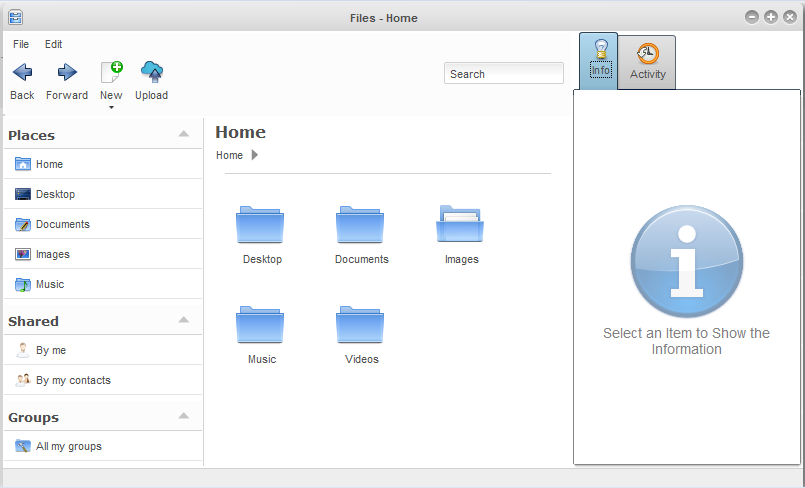 Files - Home
File Edit
Back Forward New Upload
Search
Info Activity
Places
Home
Desktop
Documents
Images
Music
Shared
By me
By my contacts
Groups
All my groups
Home
Home
Desktop Documents Images
Music Videos
Select an Item to Show the
Information